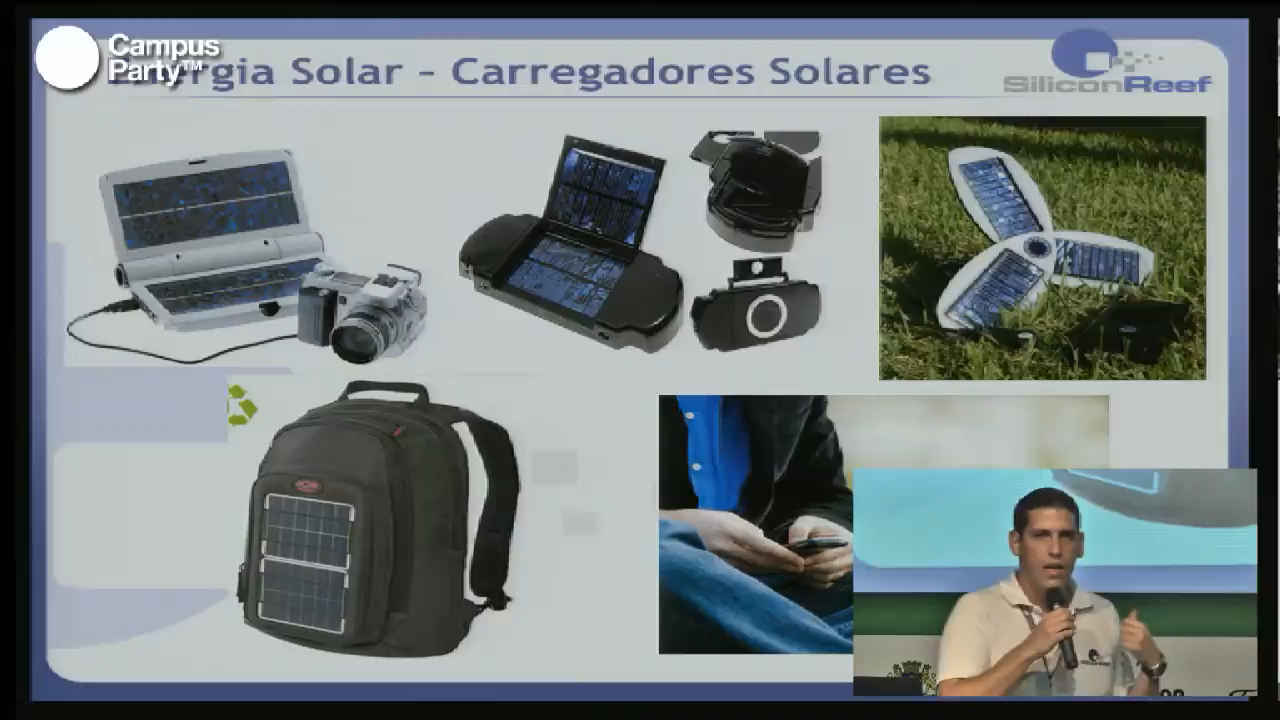 Campus
Party™
rgia Solar - Carregadores Solares
SiliconReef